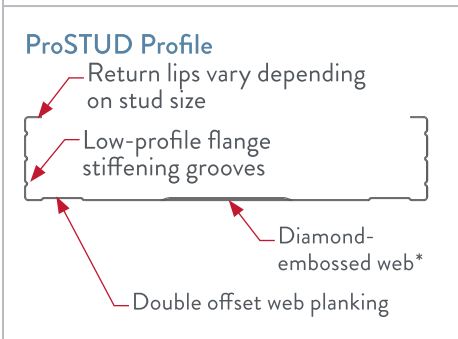 ProSTUD Profile
Return lips vary depending
on stud size
Low-profile flange
stiffening grooves
Diamond-
embossed web*
Double offset web planking